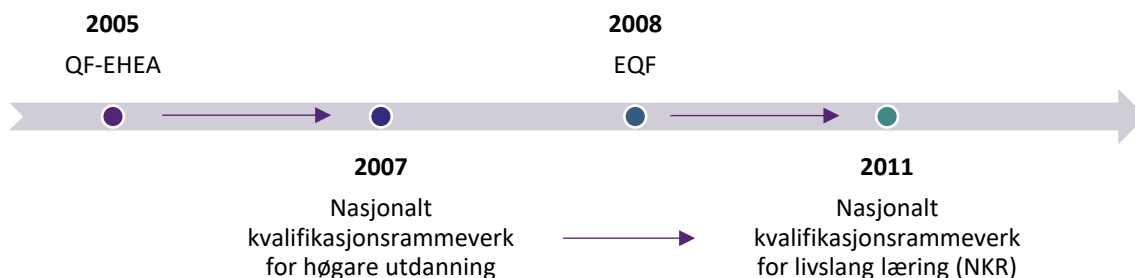 2005
QF-EHEA
2008
EQF
2007
Nasjonalt
kvalifikasjonsrammeverk
for høgare utdanning
2011
Nasjonalt
kvalifikasjonsrammeverk
for livslang læring (NKR)